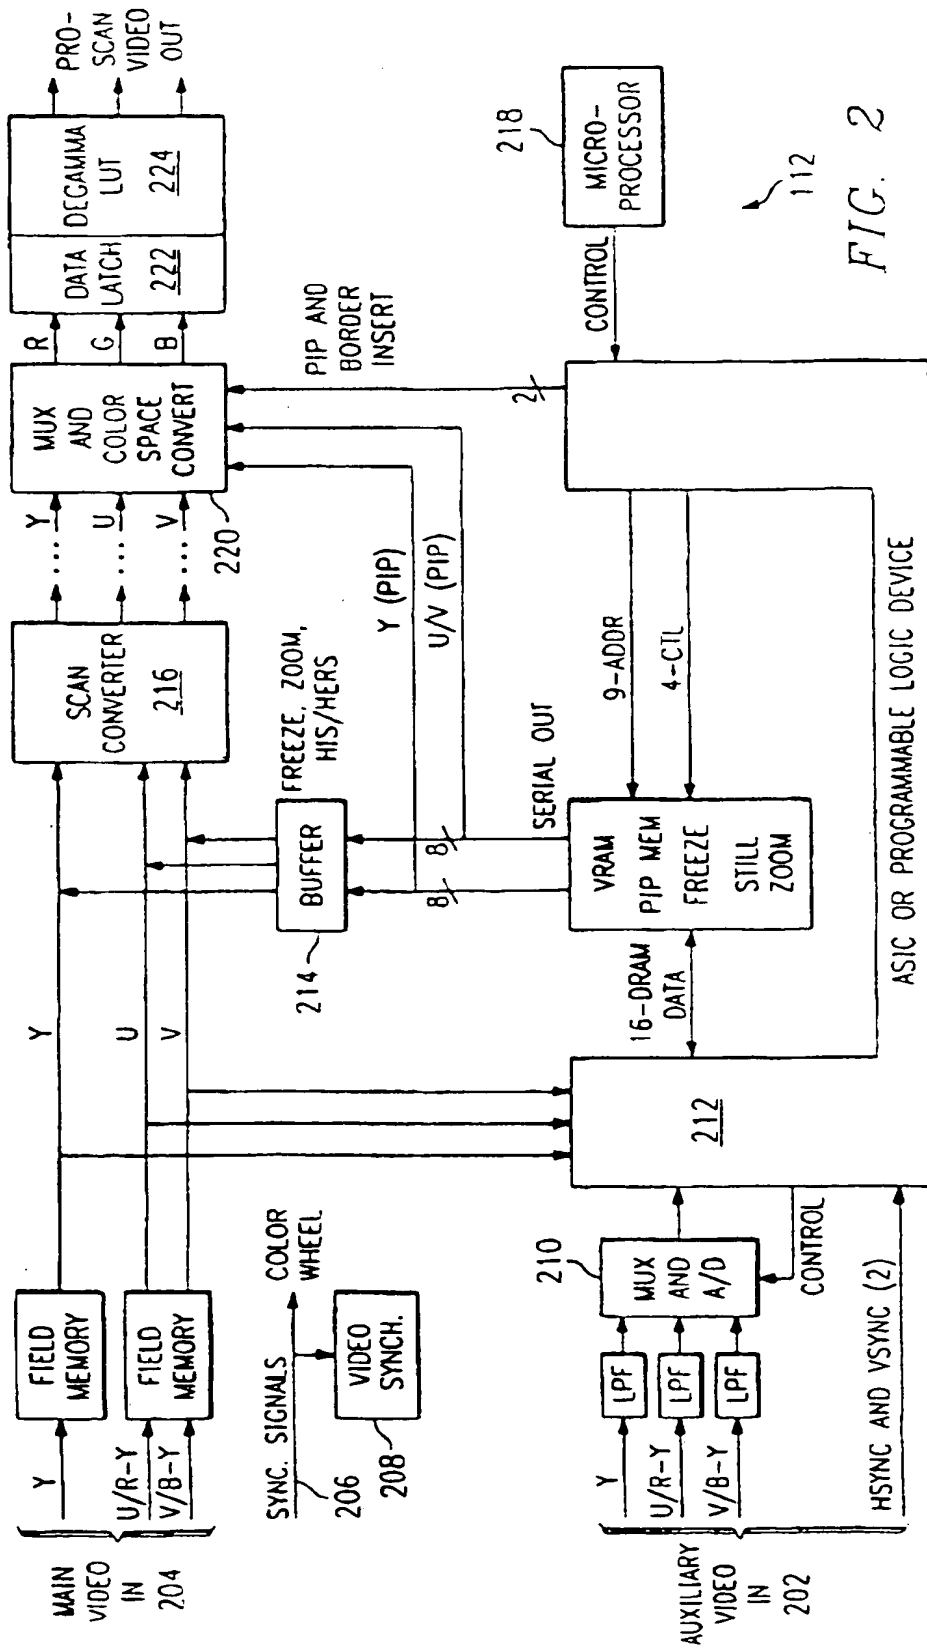 MAIN
VIDEO
IN
204
Y
U/R-Y
V/B-Y
FIELD
MEMORY
FIELD
MEMORY
Y
U
V
SCAN
CONVERTER
216
Y
U
V
MUX
AND
COLOR
SPACE
CONVERT
220
R
G
B
DATA
LATCH
222
DEGAMMA
LUT
224
PRO-
SCAN
VIDEO
OUT
SYNC. SIGNALS
206
COLOR
WHEEL
VIDEO
SYNCH.
208
214
BUFFER
FREEZE, ZOOM,
HIS/HERS
8
8
Y (PIP)
U/V (PIP)
PIP AND
BORDER
INSERT
2
SERIAL OUT
VRAM
PIP MEM
FREEZE
STILL
ZOOM
16-DRAM
DATA
9-ADDR
4-CTL
CONTROL
MICRO-
PROCESSOR
218
AUXILIARY
VIDEO
IN
202
Y
U/R-Y
V/B-Y
LPF
LPF
LPF
210
MUX
AND
A/D
CONTROL
HSYNC AND VSYNC (2)
212
ASIC OR PROGRAMMABLE LOGIC DEVICE
112
FIG. 2